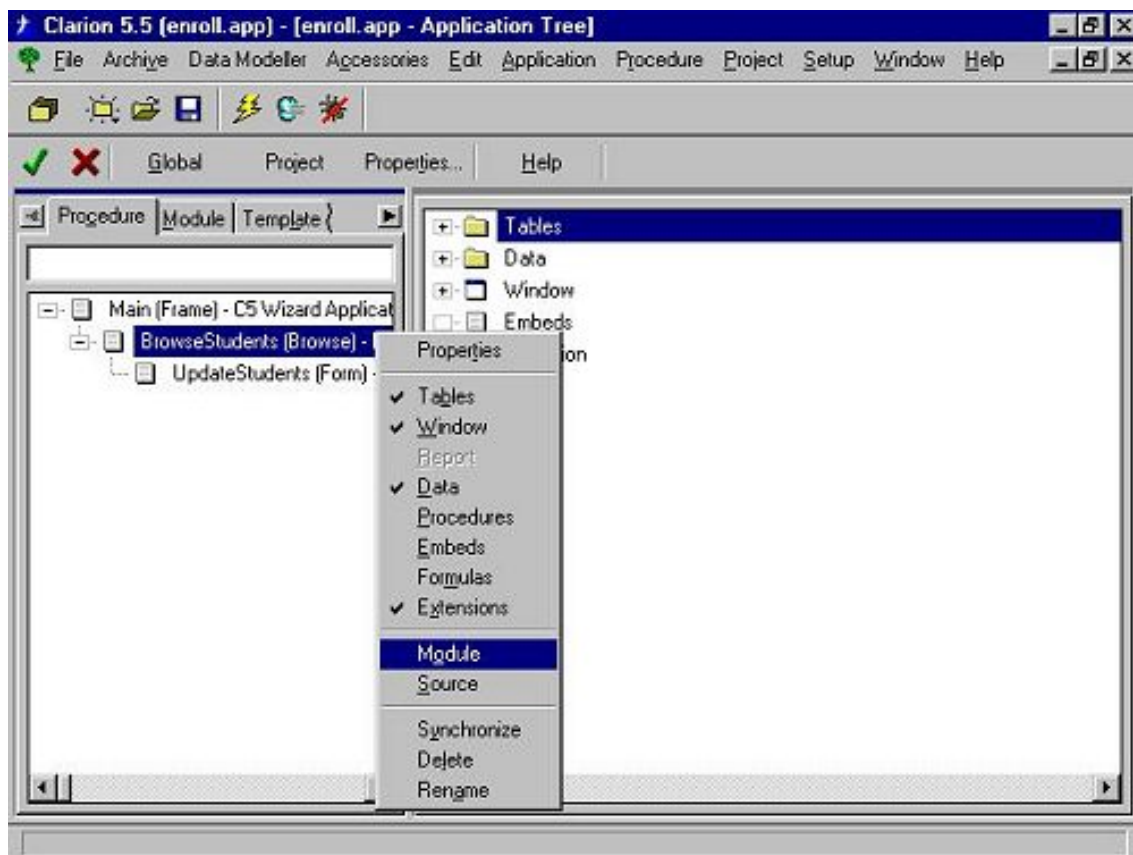 Clarion 5.5 (enroll.app) - [enroll.app - Application Tree]
File Archive Data Modeller Accessories Edit Application Procedure Project Setup Window Help
Global Project Properties... Help
Procedure Module Template
Tables
Data
Window
Embeds
ion
Main (Frame) - C5 Wizard Applicat
BrowseStudents (Browse) -
UpdateStudents (Form) -
Properties
Tables
Window
Report
Data
Procedures
Embeds
Formulas
Extensions
Module
Source
Synchronize
Delete
Rename